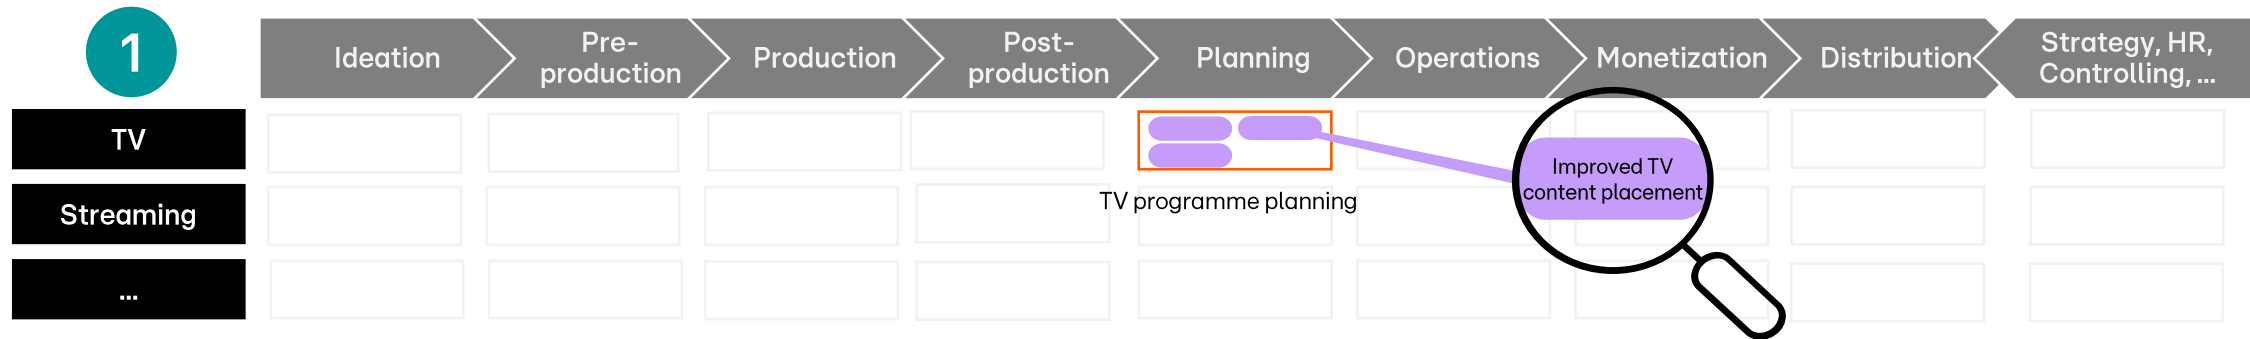 1
Ideation
Pre-
production
Production
Post-
production
Planning
Operations
Monetization
Distribution
Strategy, HR,
Controlling, ...
TV
Improved TV
content placement
TV programme planning
Streaming
...